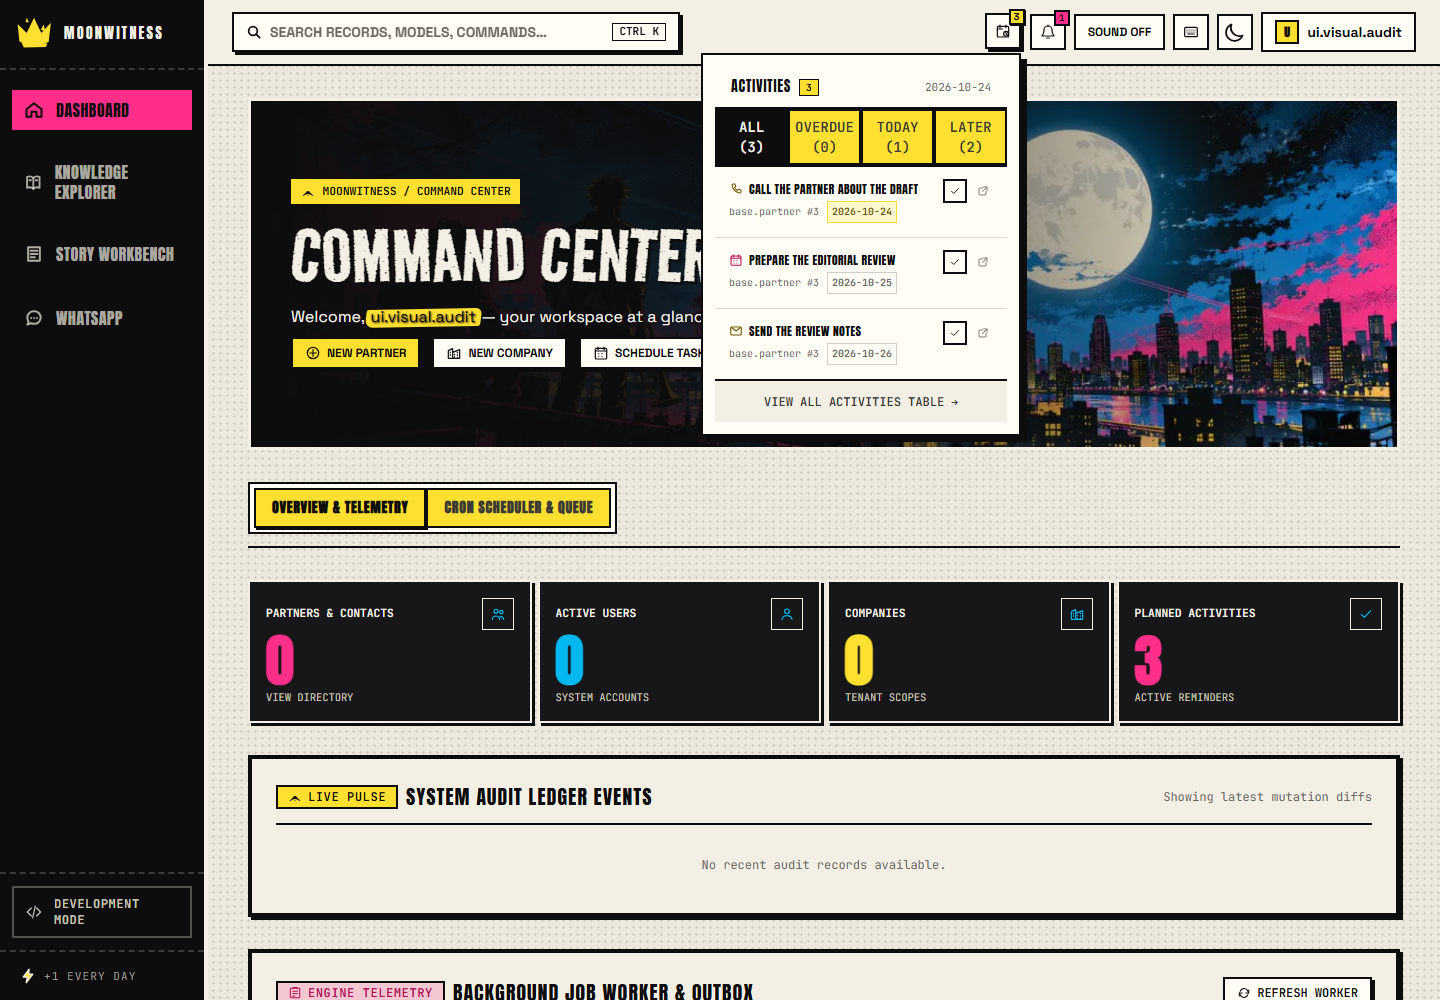 MOONWITNESS
SEARCH RECORDS, MODELS, COMMANDS...
CTRL K
3
1
SOUND OFF
U
ui.visual.audit
DASHBOARD
KNOWLEDGE
EXPLORER
STORY WORKBENCH
WHATSAPP
DEVELOPMENT
MODE
+1 EVERY DAY
ACTIVITIES 3
2026-10-24
ALL
(3)
OVERDUE
(0)
TODAY
(1)
LATER
(2)
CALL THE PARTNER ABOUT THE DRAFT
base.partner #3 2026-10-24
PREPARE THE EDITORIAL REVIEW
base.partner #3 2026-10-25
SEND THE REVIEW NOTES
base.partner #3 2026-10-26
VIEW ALL ACTIVITIES TABLE →
MOONWITNESS / COMMAND CENTER
COMMAND CENTER
Welcome, ui.visual.audit — your workspace at a glanc
NEW PARTNER
NEW COMPANY
SCHEDULE TASK
OVERVIEW & TELEMETRY
CRON SCHEDULER & QUEUE
PARTNERS & CONTACTS
0
VIEW DIRECTORY
ACTIVE USERS
0
SYSTEM ACCOUNTS
COMPANIES
0
TENANT SCOPES
PLANNED ACTIVITIES
3
ACTIVE REMINDERS
LIVE PULSE SYSTEM AUDIT LEDGER EVENTS
Showing latest mutation diffs
No recent audit records available.
ENGINE TELEMETRY BACKGROUND JOB WORKER & OUTBOX
REFRESH WORKER